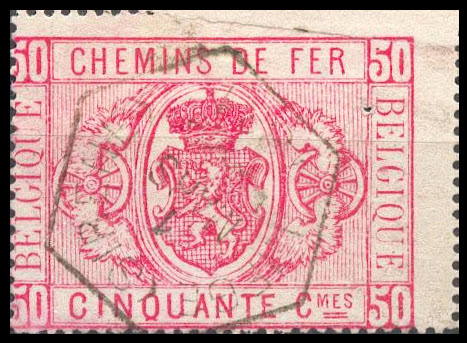 50 CHEMINS DE FER 50
BELGIQUE
BELGIQUE
50 CINQUANTE CMES 50